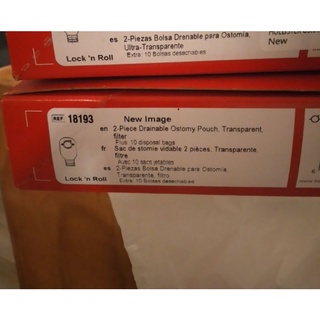 es 2-Piezas Bolsa Drenable para Ostomía,
Ultra-Transparente
Extra: 10 Bolsas desechables
Lock 'n Roll
New
REF 18193 New Image
en 2-Piece Drainable Ostomy Pouch, Transparent,
filter
Plus: 10 disposal bags
fr Sac de stomie vidable 2 pièces, Transparente,
filtre
Avec 10 sacs jetables
es 2-Piezas Bolsa Drenable para Ostomía,
Transparente, filtro
Extra: 10 Bolsas desechables
Lock 'n Roll